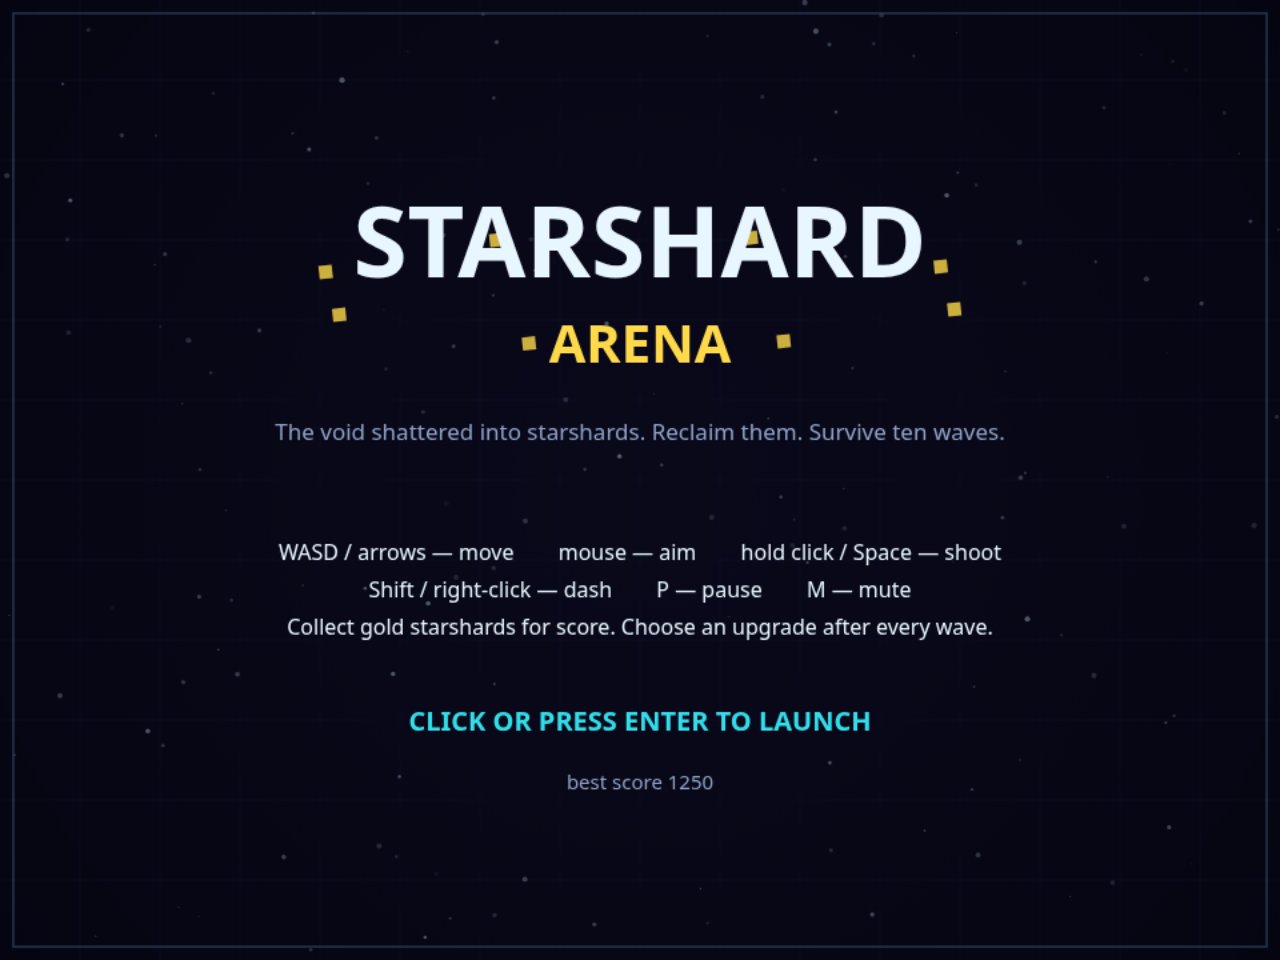 STARSHARD
ARENA
The void shattered into starshards. Reclaim them. Survive ten waves.
WASD / arrows — move mouse — aim hold click / Space — shoot
Shift / right-click — dash P — pause M — mute
Collect gold starshards for score. Choose an upgrade after every wave.
CLICK OR PRESS ENTER TO LAUNCH
best score 1250